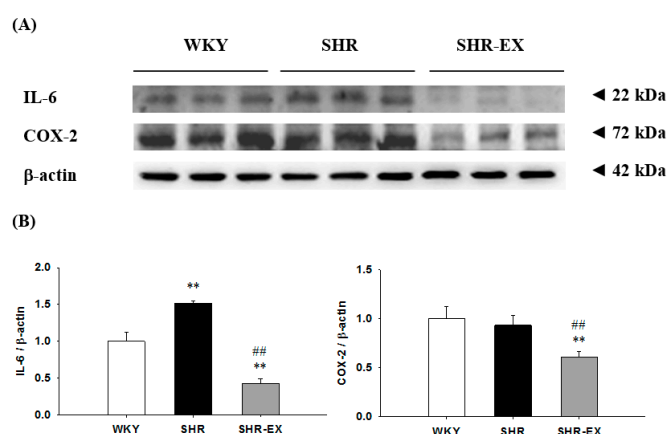 (A)
WKY SHR SHR-EX
IL-6 ◄ 22 kDa
COX-2 ◄ 72 kDa
β-actin ◄ 42 kDa
(B)
IL-6 / β-actin
2.0
1.5
1.0
0.5
0.0
**
##
**
WKY SHR SHR-EX
COX-2 / β-actin
1.5
1.0
0.5
0.0
##
**
WKY SHR SHR-EX